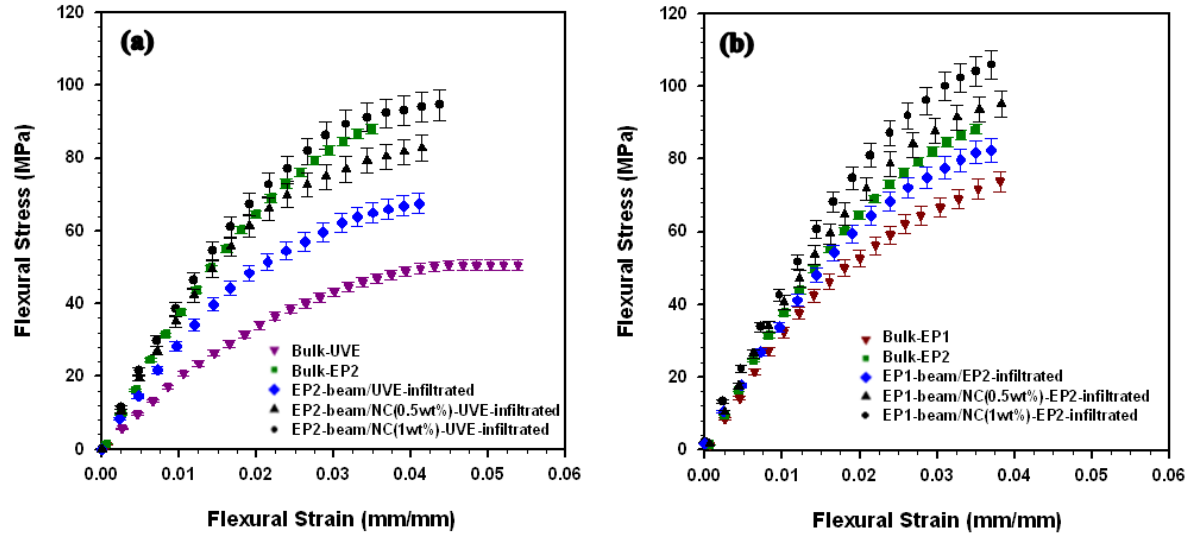 (a)
120
100
80
60
40
20
0
Flexural Stress (MPa)
Bulk-UVE
Bulk-EP2
EP2-beam/UVE-infiltrated
EP2-beam/NC(0.5wt%)-UVE-infiltrated
EP2-beam/NC(1wt%)-UVE-infiltrated
0.00 0.01 0.02 0.03 0.04 0.05 0.06
Flexural Strain (mm/mm)
(b)
120
100
80
60
40
20
0
Flexural Stress (MPa)
Bulk-EP1
Bulk-EP2
EP1-beam/EP2-infiltrated
EP1-beam/NC(0.5wt%)-EP2-infiltrated
EP1-beam/NC(1wt%)-EP2-infiltrated
0.00 0.01 0.02 0.03 0.04 0.05 0.06
Flexural Strain (mm/mm)